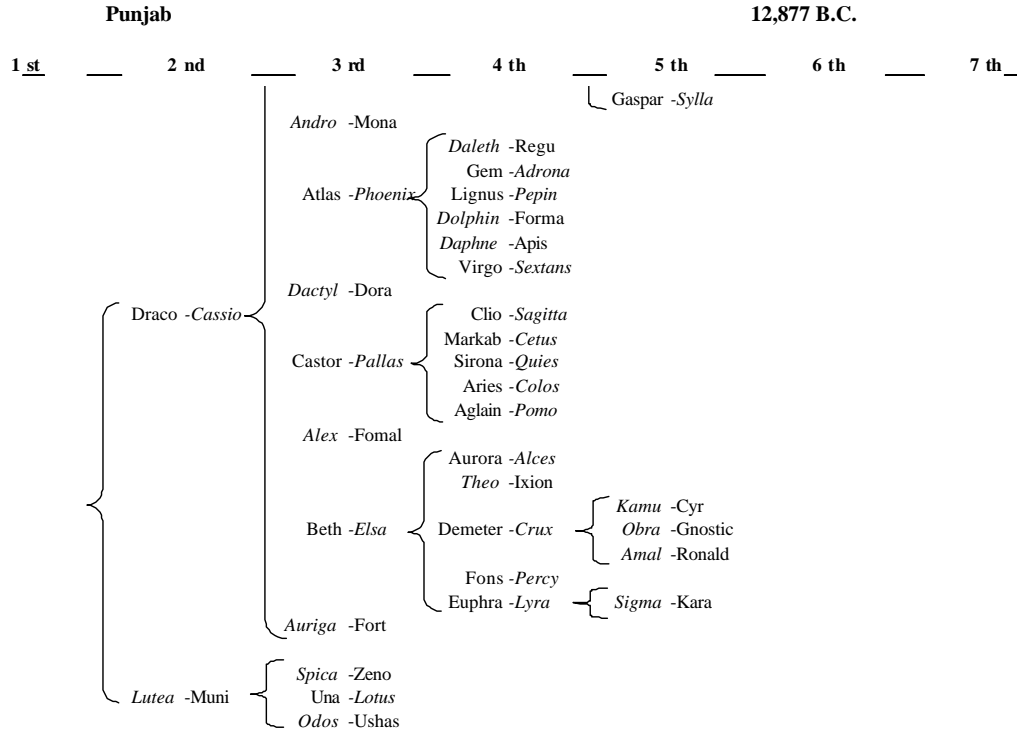 Punjab 12,877 B.C.
1 st 2 nd 3 rd 4 th 5 th 6 th 7 th
Gaspar -Sylla
Andro -Mona
Daleth -Regu
Gem -Adrona
Atlas -Phoenix Lignus -Pepin
Dolphin -Forma
Daphne -Apis
Virgo -Sextans
Dactyl -Dora
Draco -Cassio Clio -Sagitta
Markab -Cetus
Castor -Pallas Sirona -Quies
Aries -Colos
Aglain -Pomo
Alex -Fomal
Aurora -Alces
Theo -Ixion
Kamu -Cyr
Beth -Elsa Demeter -Crux Obra -Gnostic
Amal -Ronald
Fons -Percy
Euphra -Lyra Sigma -Kara
Auriga -Fort
Spica -Zeno
Lutea -Muni Una -Lotus
Odos -Ushas